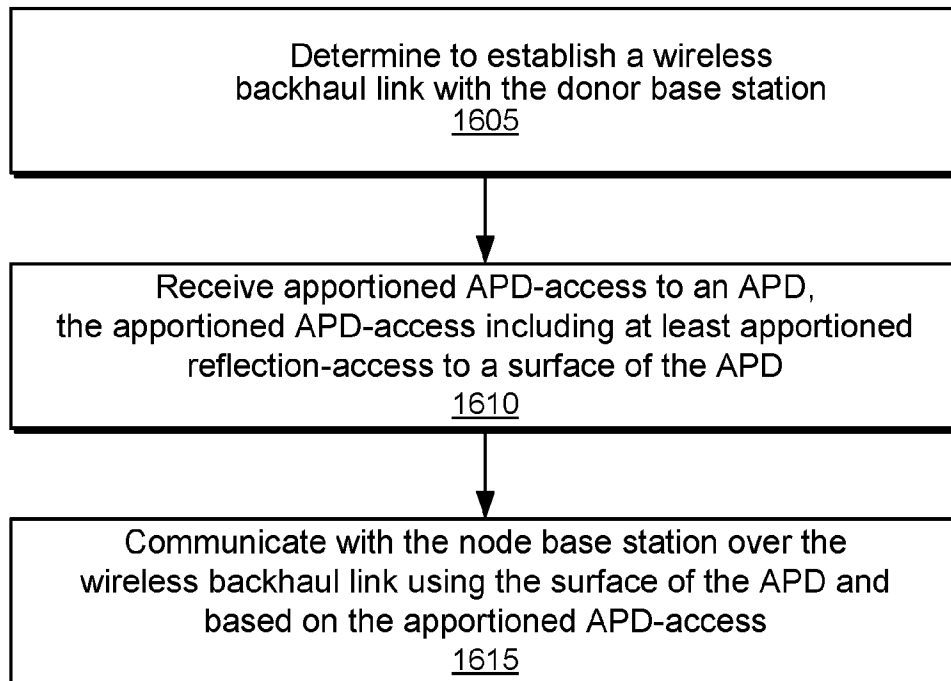 Determine to establish a wireless
backhaul link with the donor base station
1605
Receive apportioned APD-access to an APD,
the apportioned APD-access including at least apportioned
reflection-access to a surface of the APD
1610
Communicate with the node base station over the
wireless backhaul link using the surface of the APD and
based on the apportioned APD-access
1615